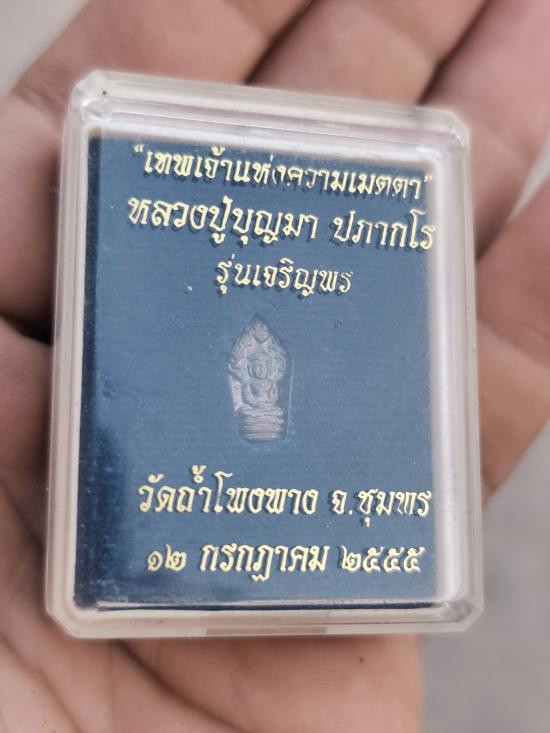 "เทพเจ้าแห่งความเมตตา"
หลวงปู่บุญมา ปภากโร
รุ่นเจริญพร
วัดถ้ำโพงพาง จ.ชุมพร
๑๒ กรกฎาคม ๒๕๕๕